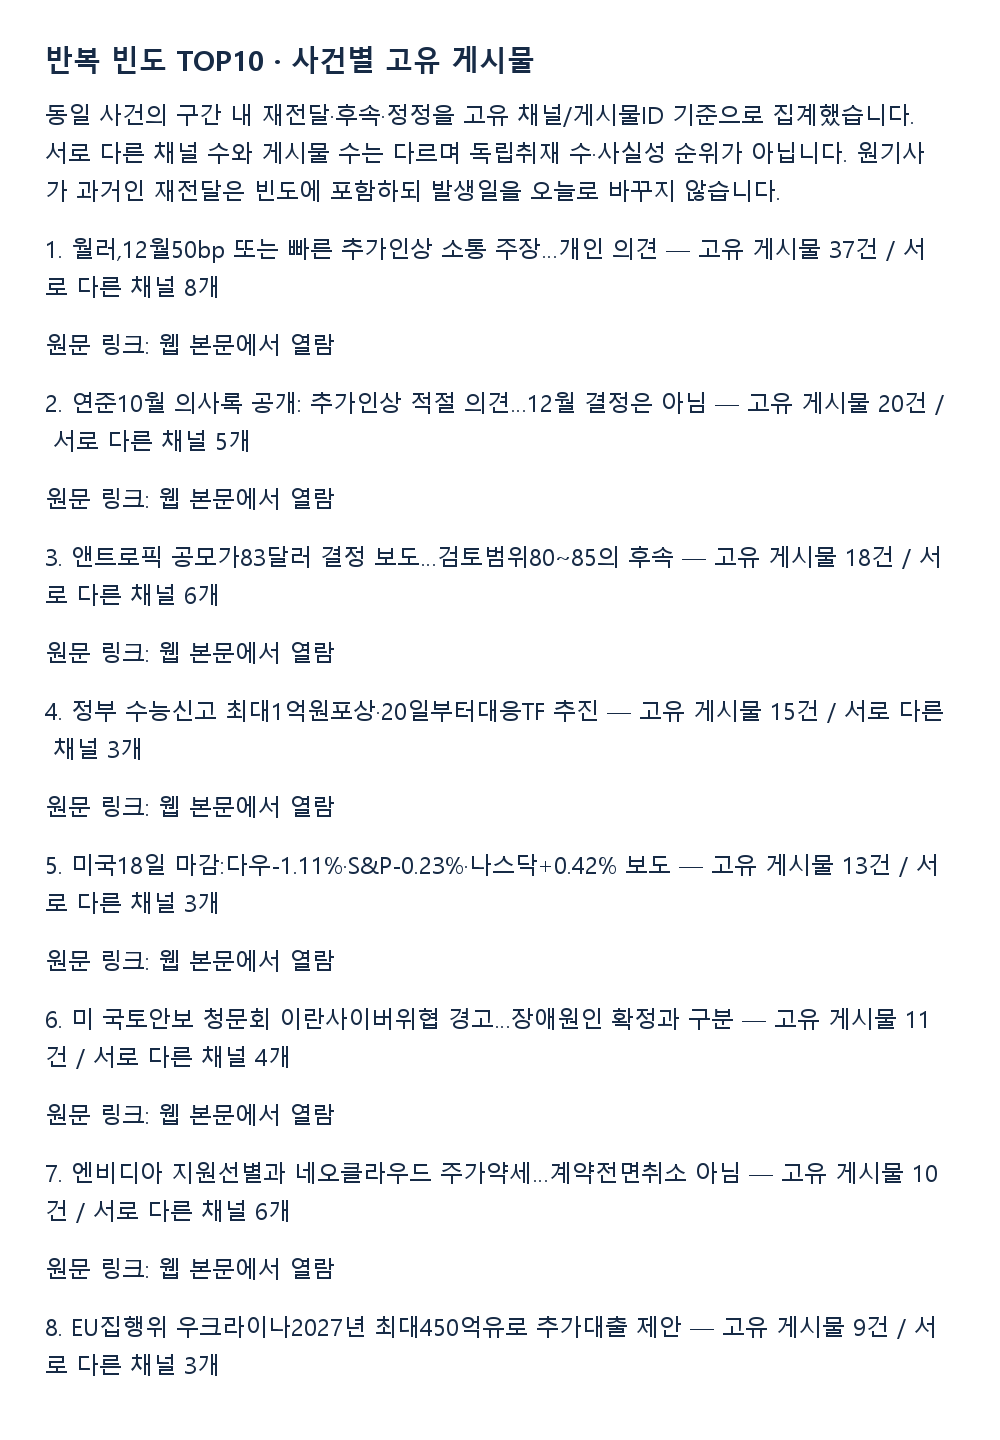 반복 빈도 TOP10 · 사건별 고유 게시물
동일 사건의 구간 내 재전달·후속·정정을 고유 채널/게시물ID 기준으로 집계했습니다.
서로 다른 채널 수와 게시물 수는 다르며 독립취재 수·사실성 순위가 아닙니다. 원기사
가 과거인 재전달은 빈도에 포함하되 발생일을 오늘로 바꾸지 않습니다.
1. 월러,12월50bp 또는 빠른 추가인상 소통 주장…개인 의견 — 고유 게시물 37건 / 서
로 다른 채널 8개
원문 링크: 웹 본문에서 열람
2. 연준10월 의사록 공개: 추가인상 적절 의견…12월 결정은 아님 — 고유 게시물 20건 /
서로 다른 채널 5개
원문 링크: 웹 본문에서 열람
3. 앤트로픽 공모가83달러 결정 보도…검토범위80~85의 후속 — 고유 게시물 18건 / 서
로 다른 채널 6개
원문 링크: 웹 본문에서 열람
4. 정부 수능신고 최대1억원포상·20일부터대응TF 추진 — 고유 게시물 15건 / 서로 다른
채널 3개
원문 링크: 웹 본문에서 열람
5. 미국18일 마감:다우-1.11%·S&P-0.23%·나스닥+0.42% 보도 — 고유 게시물 13건 / 서
로 다른 채널 3개
원문 링크: 웹 본문에서 열람
6. 미 국토안보 청문회 이란사이버위협 경고…장애원인 확정과 구분 — 고유 게시물 11
건 / 서로 다른 채널 4개
원문 링크: 웹 본문에서 열람
7. 엔비디아 지원선별과 네오클라우드 주가약세…계약전면취소 아님 — 고유 게시물 10
건 / 서로 다른 채널 6개
원문 링크: 웹 본문에서 열람
8. EU집행위 우크라이나2027년 최대450억유로 추가대출 제안 — 고유 게시물 9건 / 서
로 다른 채널 3개